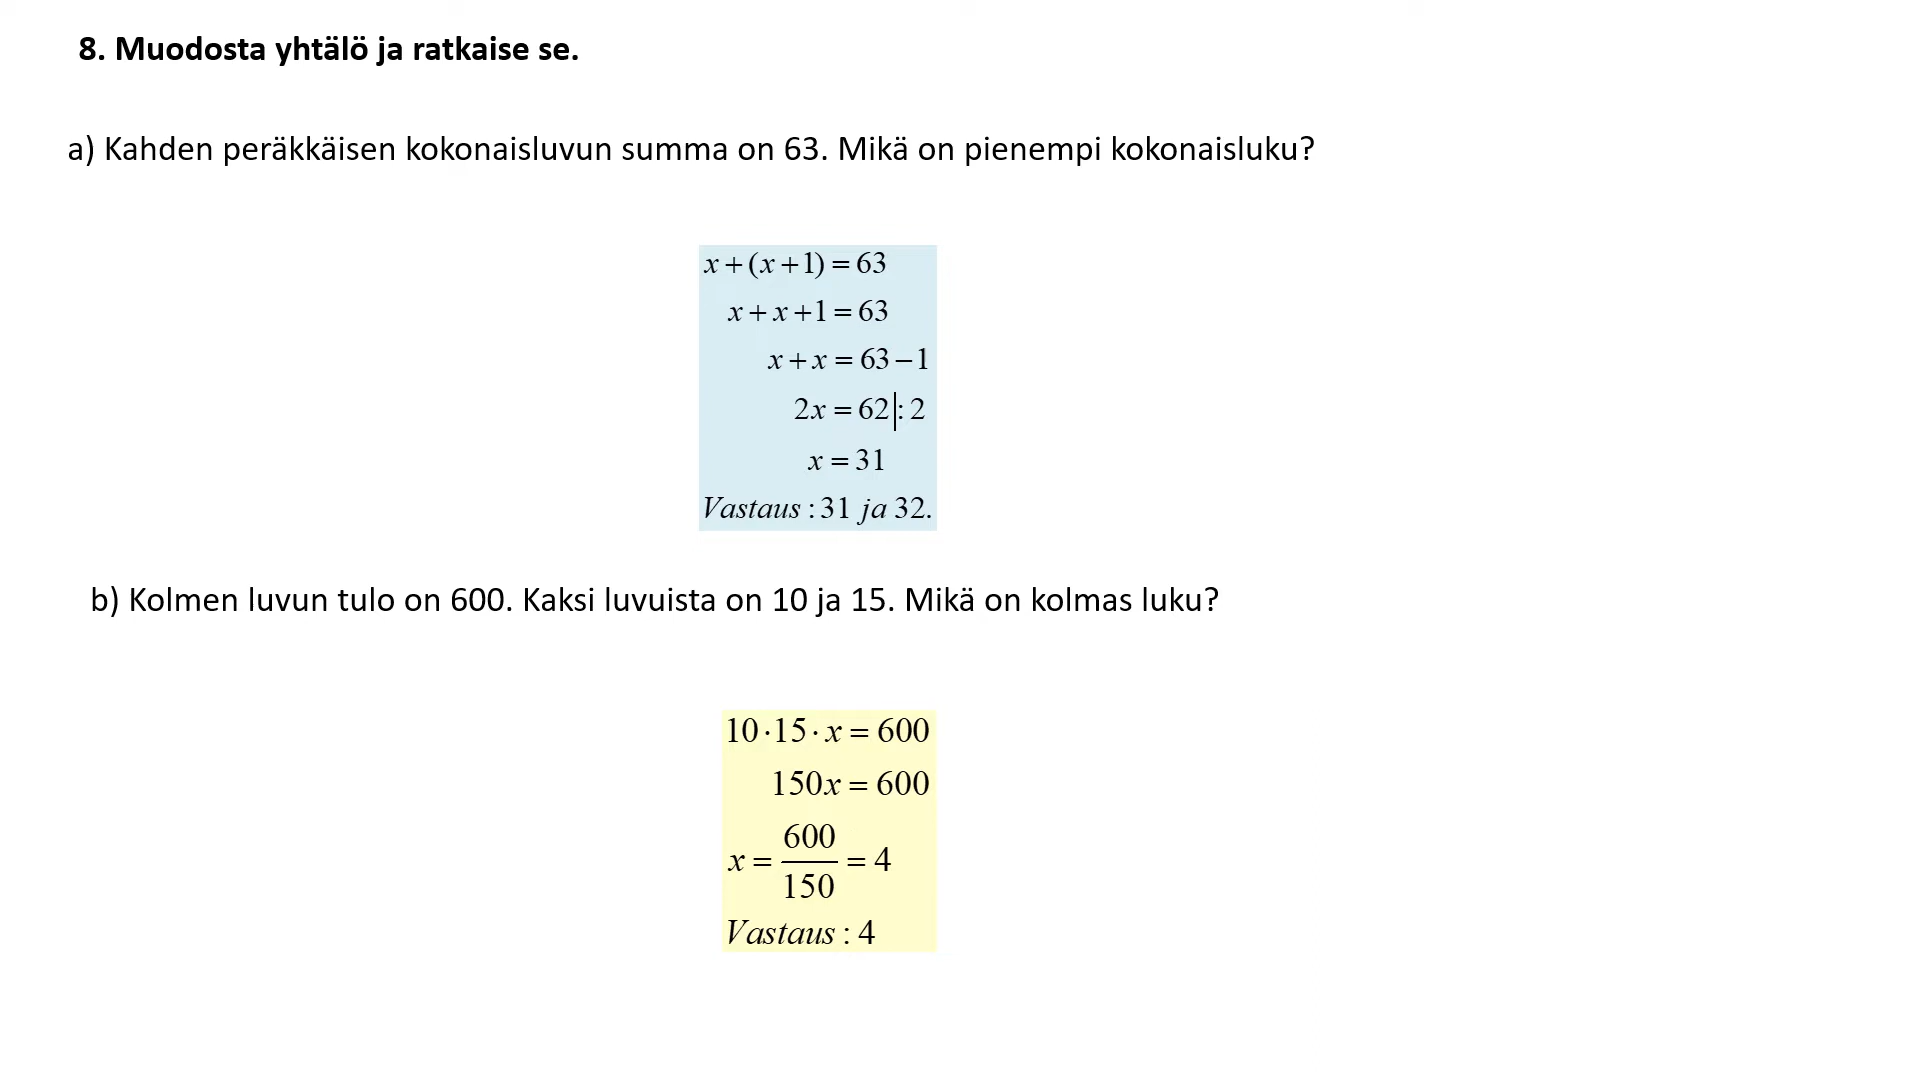 8. Muodosta yhtälö ja ratkaise se.
a) Kahden peräkkäisen kokonaisluvun summa on 63. Mikä on pienempi kokonaisluku?
x + (x + 1) = 63
x + x + 1 = 63
x + x = 63 − 1
2x = 62 |: 2
x = 31
Vastaus : 31 ja 32.
b) Kolmen luvun tulo on 600. Kaksi luvuista on 10 ja 15. Mikä on kolmas luku?
10 · 15 · x = 600
150x = 600
x = 600/150 = 4
Vastaus : 4